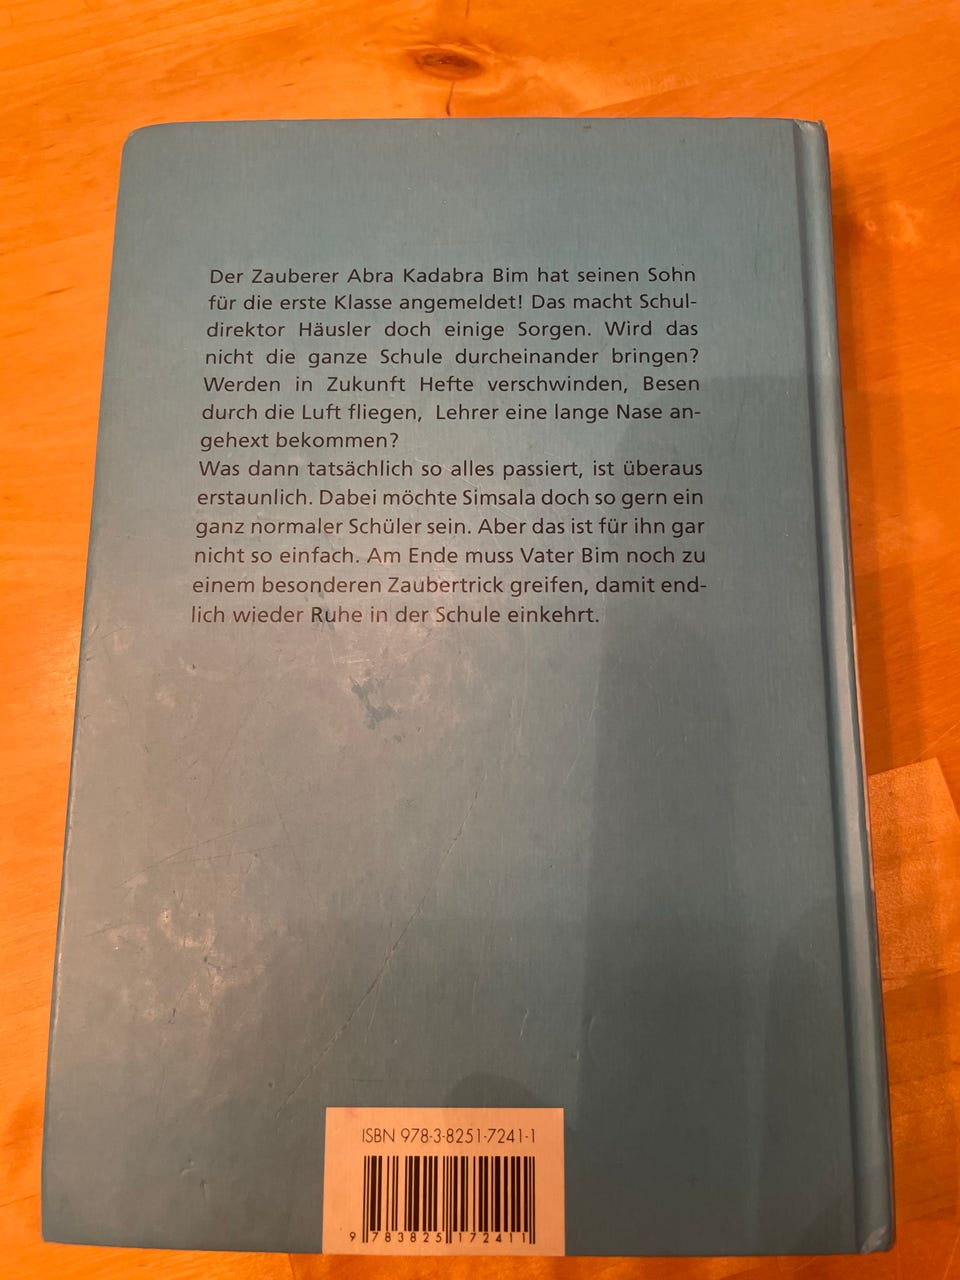 Der Zauberer Abra Kadabra Bim hat seinen Sohn
für die erste Klasse angemeldet! Das macht Schul-
direktor Häusler doch einige Sorgen. Wird das
nicht die ganze Schule durcheinander bringen?
Werden in Zukunft Hefte verschwinden, Besen
durch die Luft fliegen, Lehrer eine lange Nase an-
gehext bekommen?
Was dann tatsächlich so alles passiert, ist überaus
erstaunlich. Dabei möchte Simsala doch so gern ein
ganz normaler Schüler sein. Aber das ist für ihn gar
nicht so einfach. Am Ende muss Vater Bim noch zu
einem besonderen Zaubertrick greifen, damit end-
lich wieder Ruhe in der Schule einkehrt.
ISBN 978-3-8251-7241-1
9 783825 172411